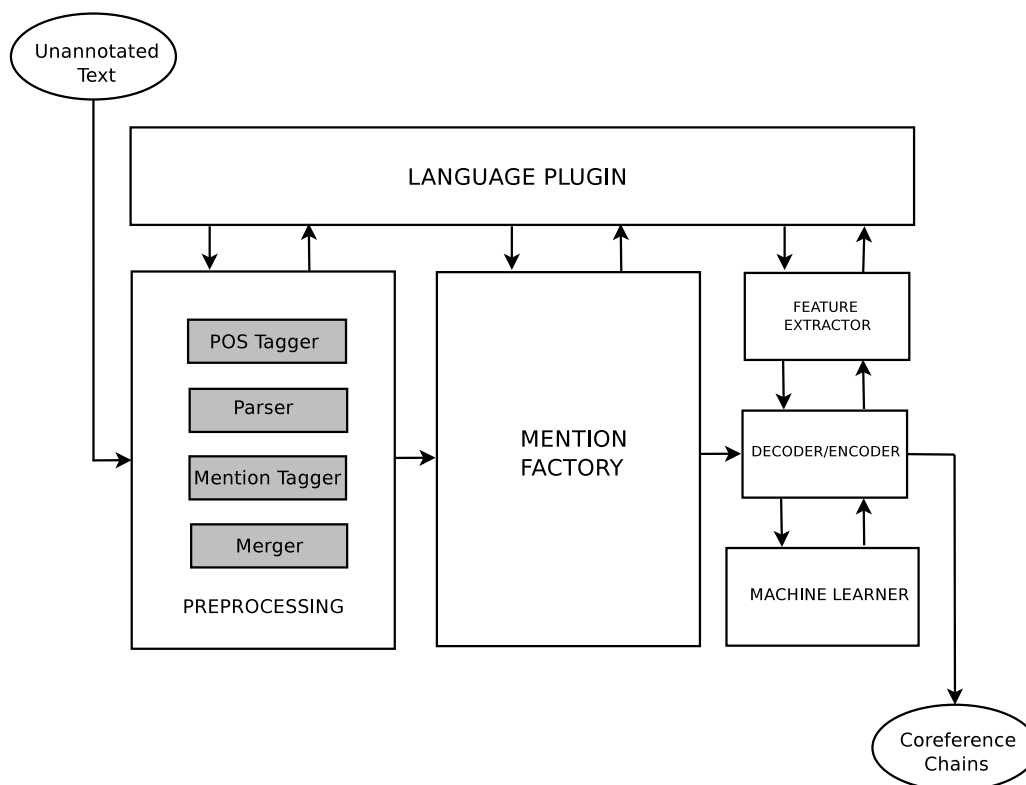 Unannotated
Text
LANGUAGE PLUGIN
POS Tagger
Parser
Mention Tagger
Merger
PREPROCESSING
MENTION
FACTORY
FEATURE
EXTRACTOR
DECODER/ENCODER
MACHINE LEARNER
Coreference
Chains